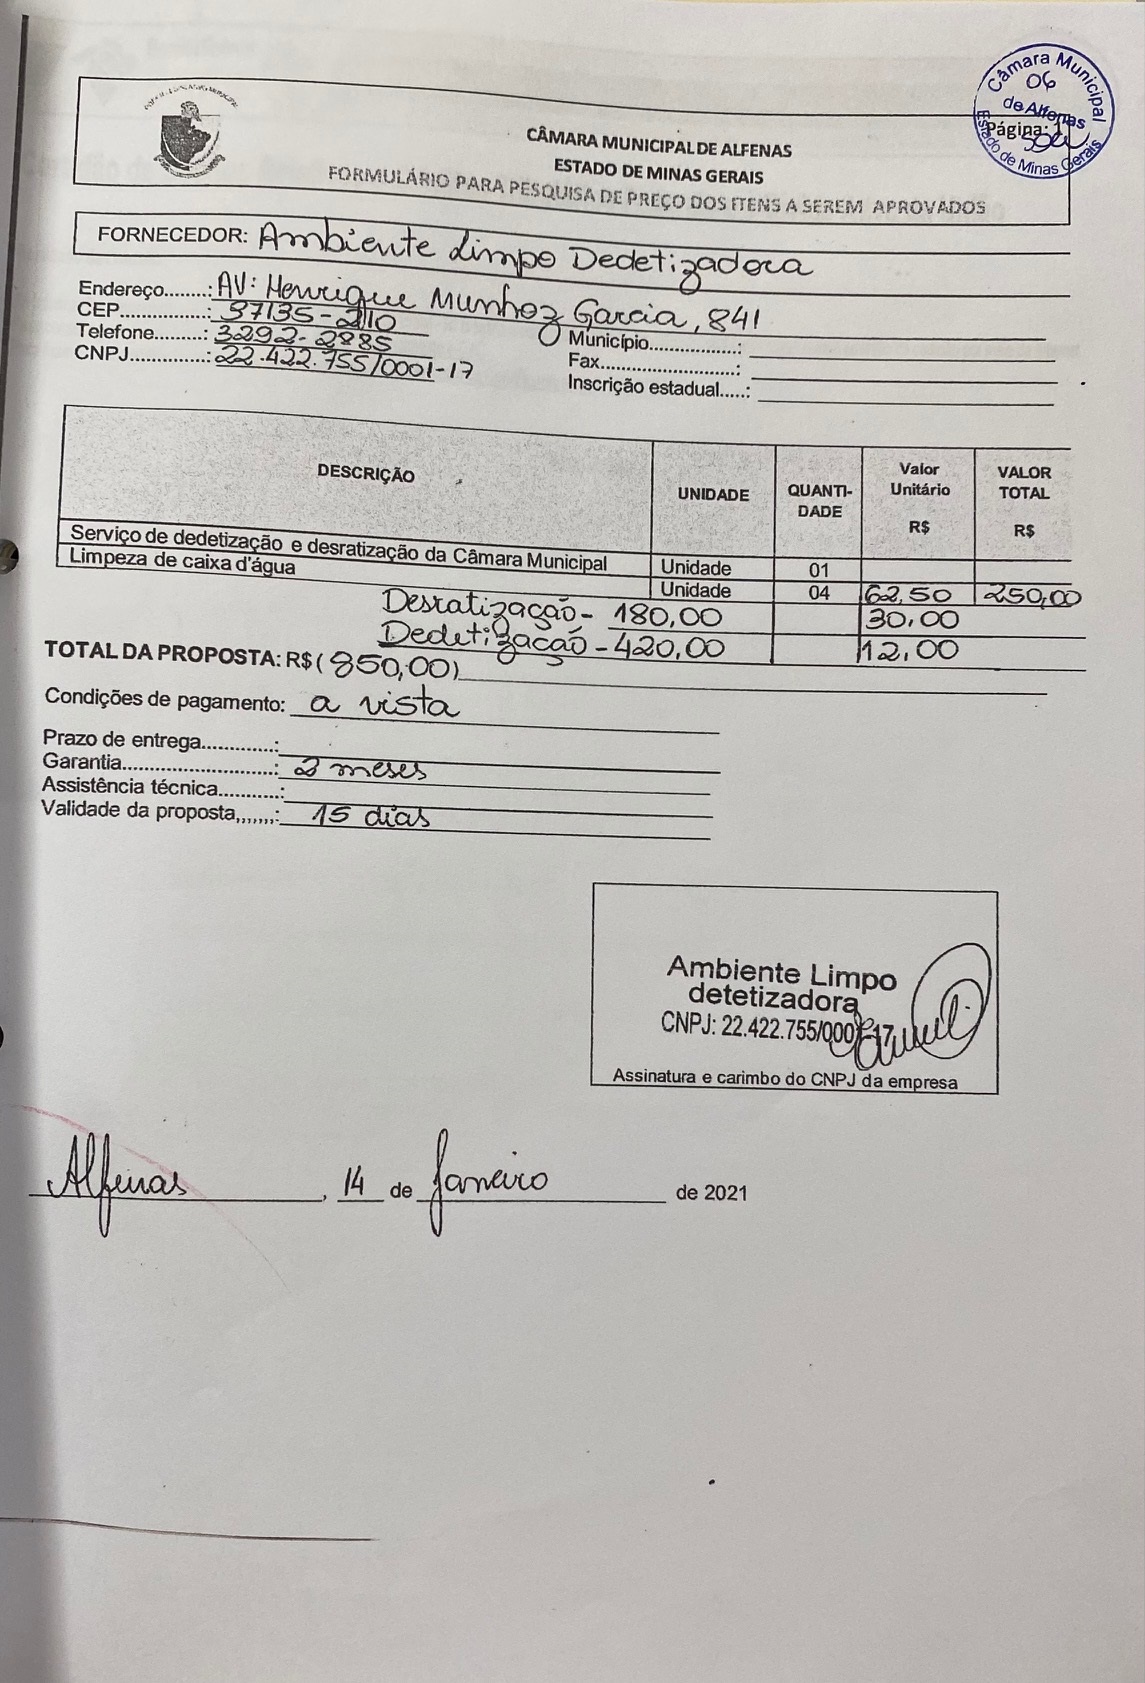 Câmara Municipal
06
de Alfenas
Página: 1
Estado de Minas Gerais
CÂMARA MUNICIPAL DE ALFENAS
ESTADO DE MINAS GERAIS
FORMULÁRIO PARA PESQUISA DE PREÇO DOS ITENS A SEREM APROVADOS
FORNECEDOR: Ambiente Limpo Dedetizadora
Endereço........: AV: Henrique Munhoz Garcia, 841
CEP................: 37135-210
Telefone.........: 3292-2885
CNPJ..............: 22.422.755/0001-17
Município.................:
Fax..........................:
Inscrição estadual.....:
DESCRIÇÃO UNIDADE QUANTI-DADE Valor Unitário R$ VALOR TOTAL R$
Serviço de dedetização e desratização da Câmara Municipal Unidade 01
Limpeza de caixa d'água Unidade 04 62,50 250,00
Desratização - 180,00 30,00
Dedetização - 420,00 12,00
TOTAL DA PROPOSTA: R$ (850,00)
Condições de pagamento: a vista
Prazo de entrega.............:
Garantia............................: 3 meses
Assistência técnica...........:
Validade da proposta,,,,,,,: 15 dias
Ambiente Limpo
detetizadora
CNPJ: 22.422.755/0001-17
Assinatura e carimbo do CNPJ da empresa
Alfenas, 14 de Janeiro de 2021